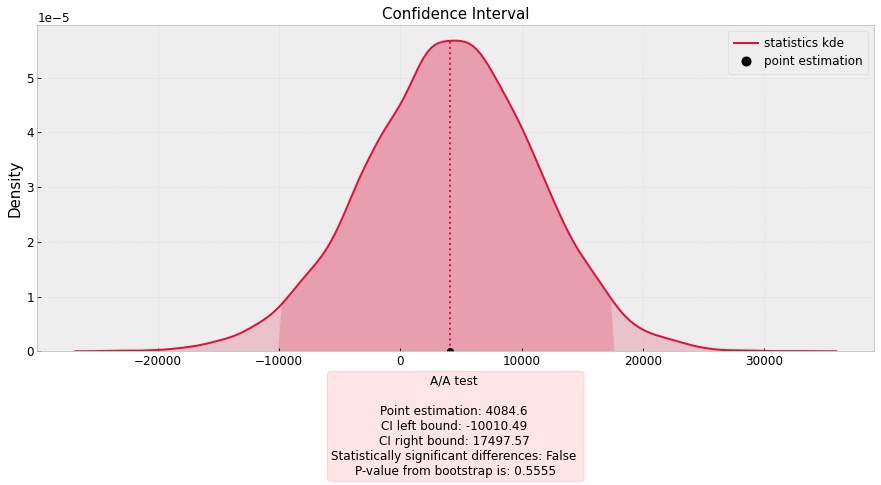 Confidence Interval
1e−5
statistics kde
point estimation
5
4
3
2
1
0
Density
−20000 −10000 0 10000 20000 30000
A/A test
Point estimation: 4084.6
CI left bound: -10010.49
CI right bound: 17497.57
Statistically significant differences: False
P-value from bootstrap is: 0.5555